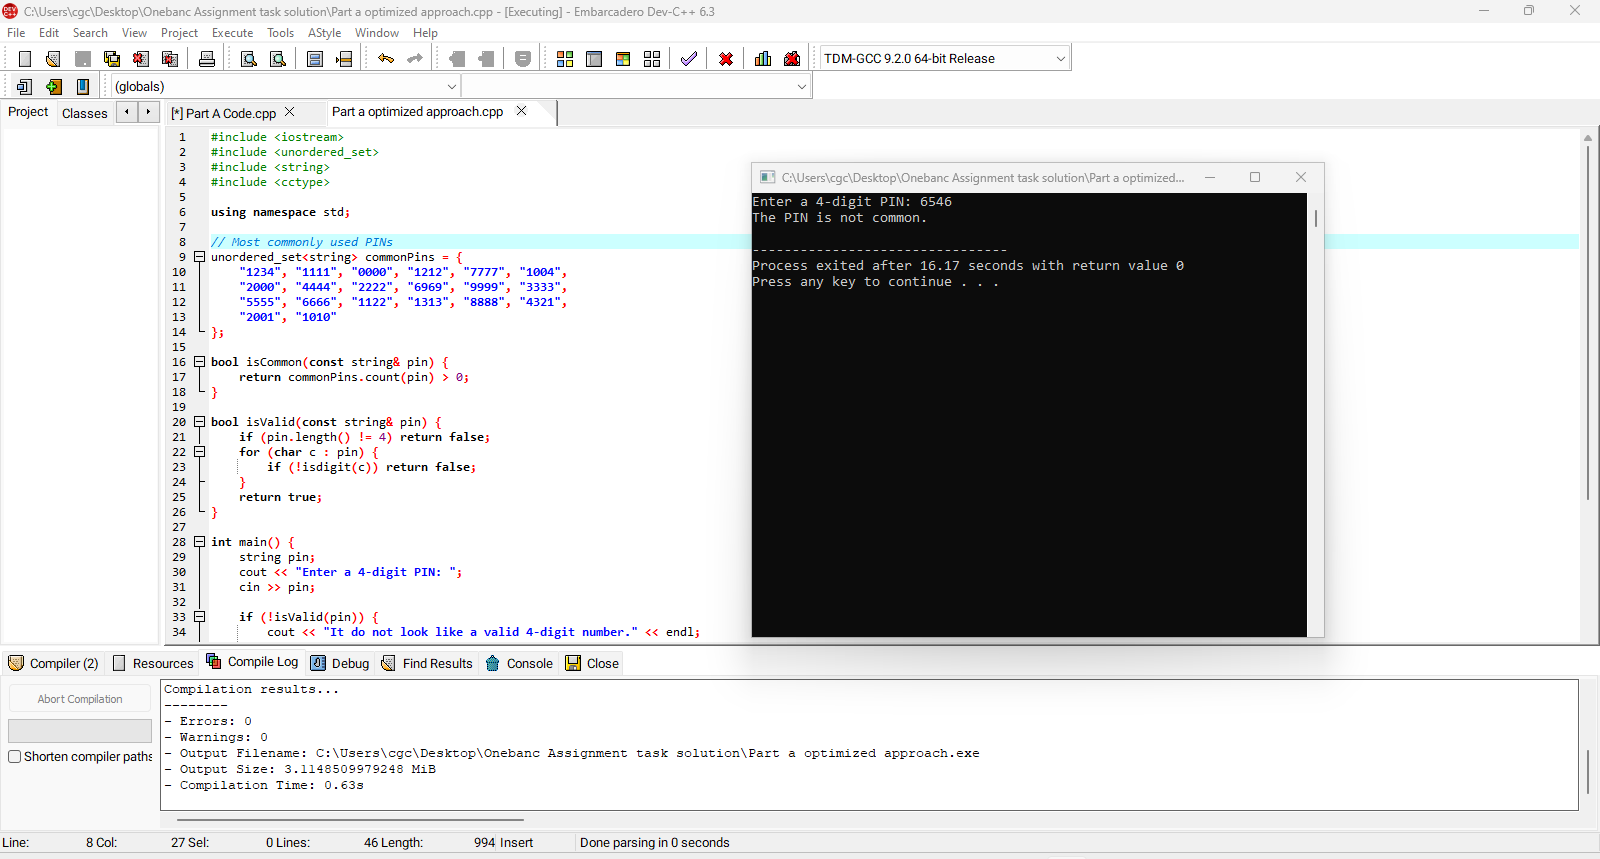 C:\Users\cgc\Desktop\Onebanc Assignment task solution\Part a optimized approach.cpp - [Executing] - Embarcadero Dev-C++ 6.3
File Edit Search View Project Execute Tools AStyle Window Help
TDM-GCC 9.2.0 64-bit Release
(globals)
Project Classes [*] Part A Code.cpp Part a optimized approach.cpp
1 #include <iostream>
2 #include <unordered_set>
3 #include <string>
4 #include <cctype>
5
6 using namespace std;
7
8 // Most commonly used PINs
9 unordered_set<string> commonPins = {
10 "1234", "1111", "0000", "1212", "7777", "1004",
11 "2000", "4444", "2222", "6969", "9999", "3333",
12 "5555", "6666", "1122", "1313", "8888", "4321",
13 "2001", "1010"
14 };
15
16 bool isCommon(const string& pin) {
17 return commonPins.count(pin) > 0;
18 }
19
20 bool isValid(const string& pin) {
21 if (pin.length() != 4) return false;
22 for (char c : pin) {
23 if (!isdigit(c)) return false;
24 }
25 return true;
26 }
27
28 int main() {
29 string pin;
30 cout << "Enter a 4-digit PIN: ";
31 cin >> pin;
32
33 if (!isValid(pin)) {
34 cout << "It do not look like a valid 4-digit number." << endl;
C:\Users\cgc\Desktop\Onebanc Assignment task solution\Part a optimized...
Enter a 4-digit PIN: 6546
The PIN is not common.
--------------------------------
Process exited after 16.17 seconds with return value 0
Press any key to continue . . .
Compiler (2) Resources Compile Log Debug Find Results Console Close
Abort Compilation
Shorten compiler paths
Compilation results...
--------
- Errors: 0
- Warnings: 0
- Output Filename: C:\Users\cgc\Desktop\Onebanc Assignment task solution\Part a optimized approach.exe
- Output Size: 3.1148509979248 MiB
- Compilation Time: 0.63s
Line: 8 Col: 27 Sel: 0 Lines: 46 Length: 994 Insert Done parsing in 0 seconds